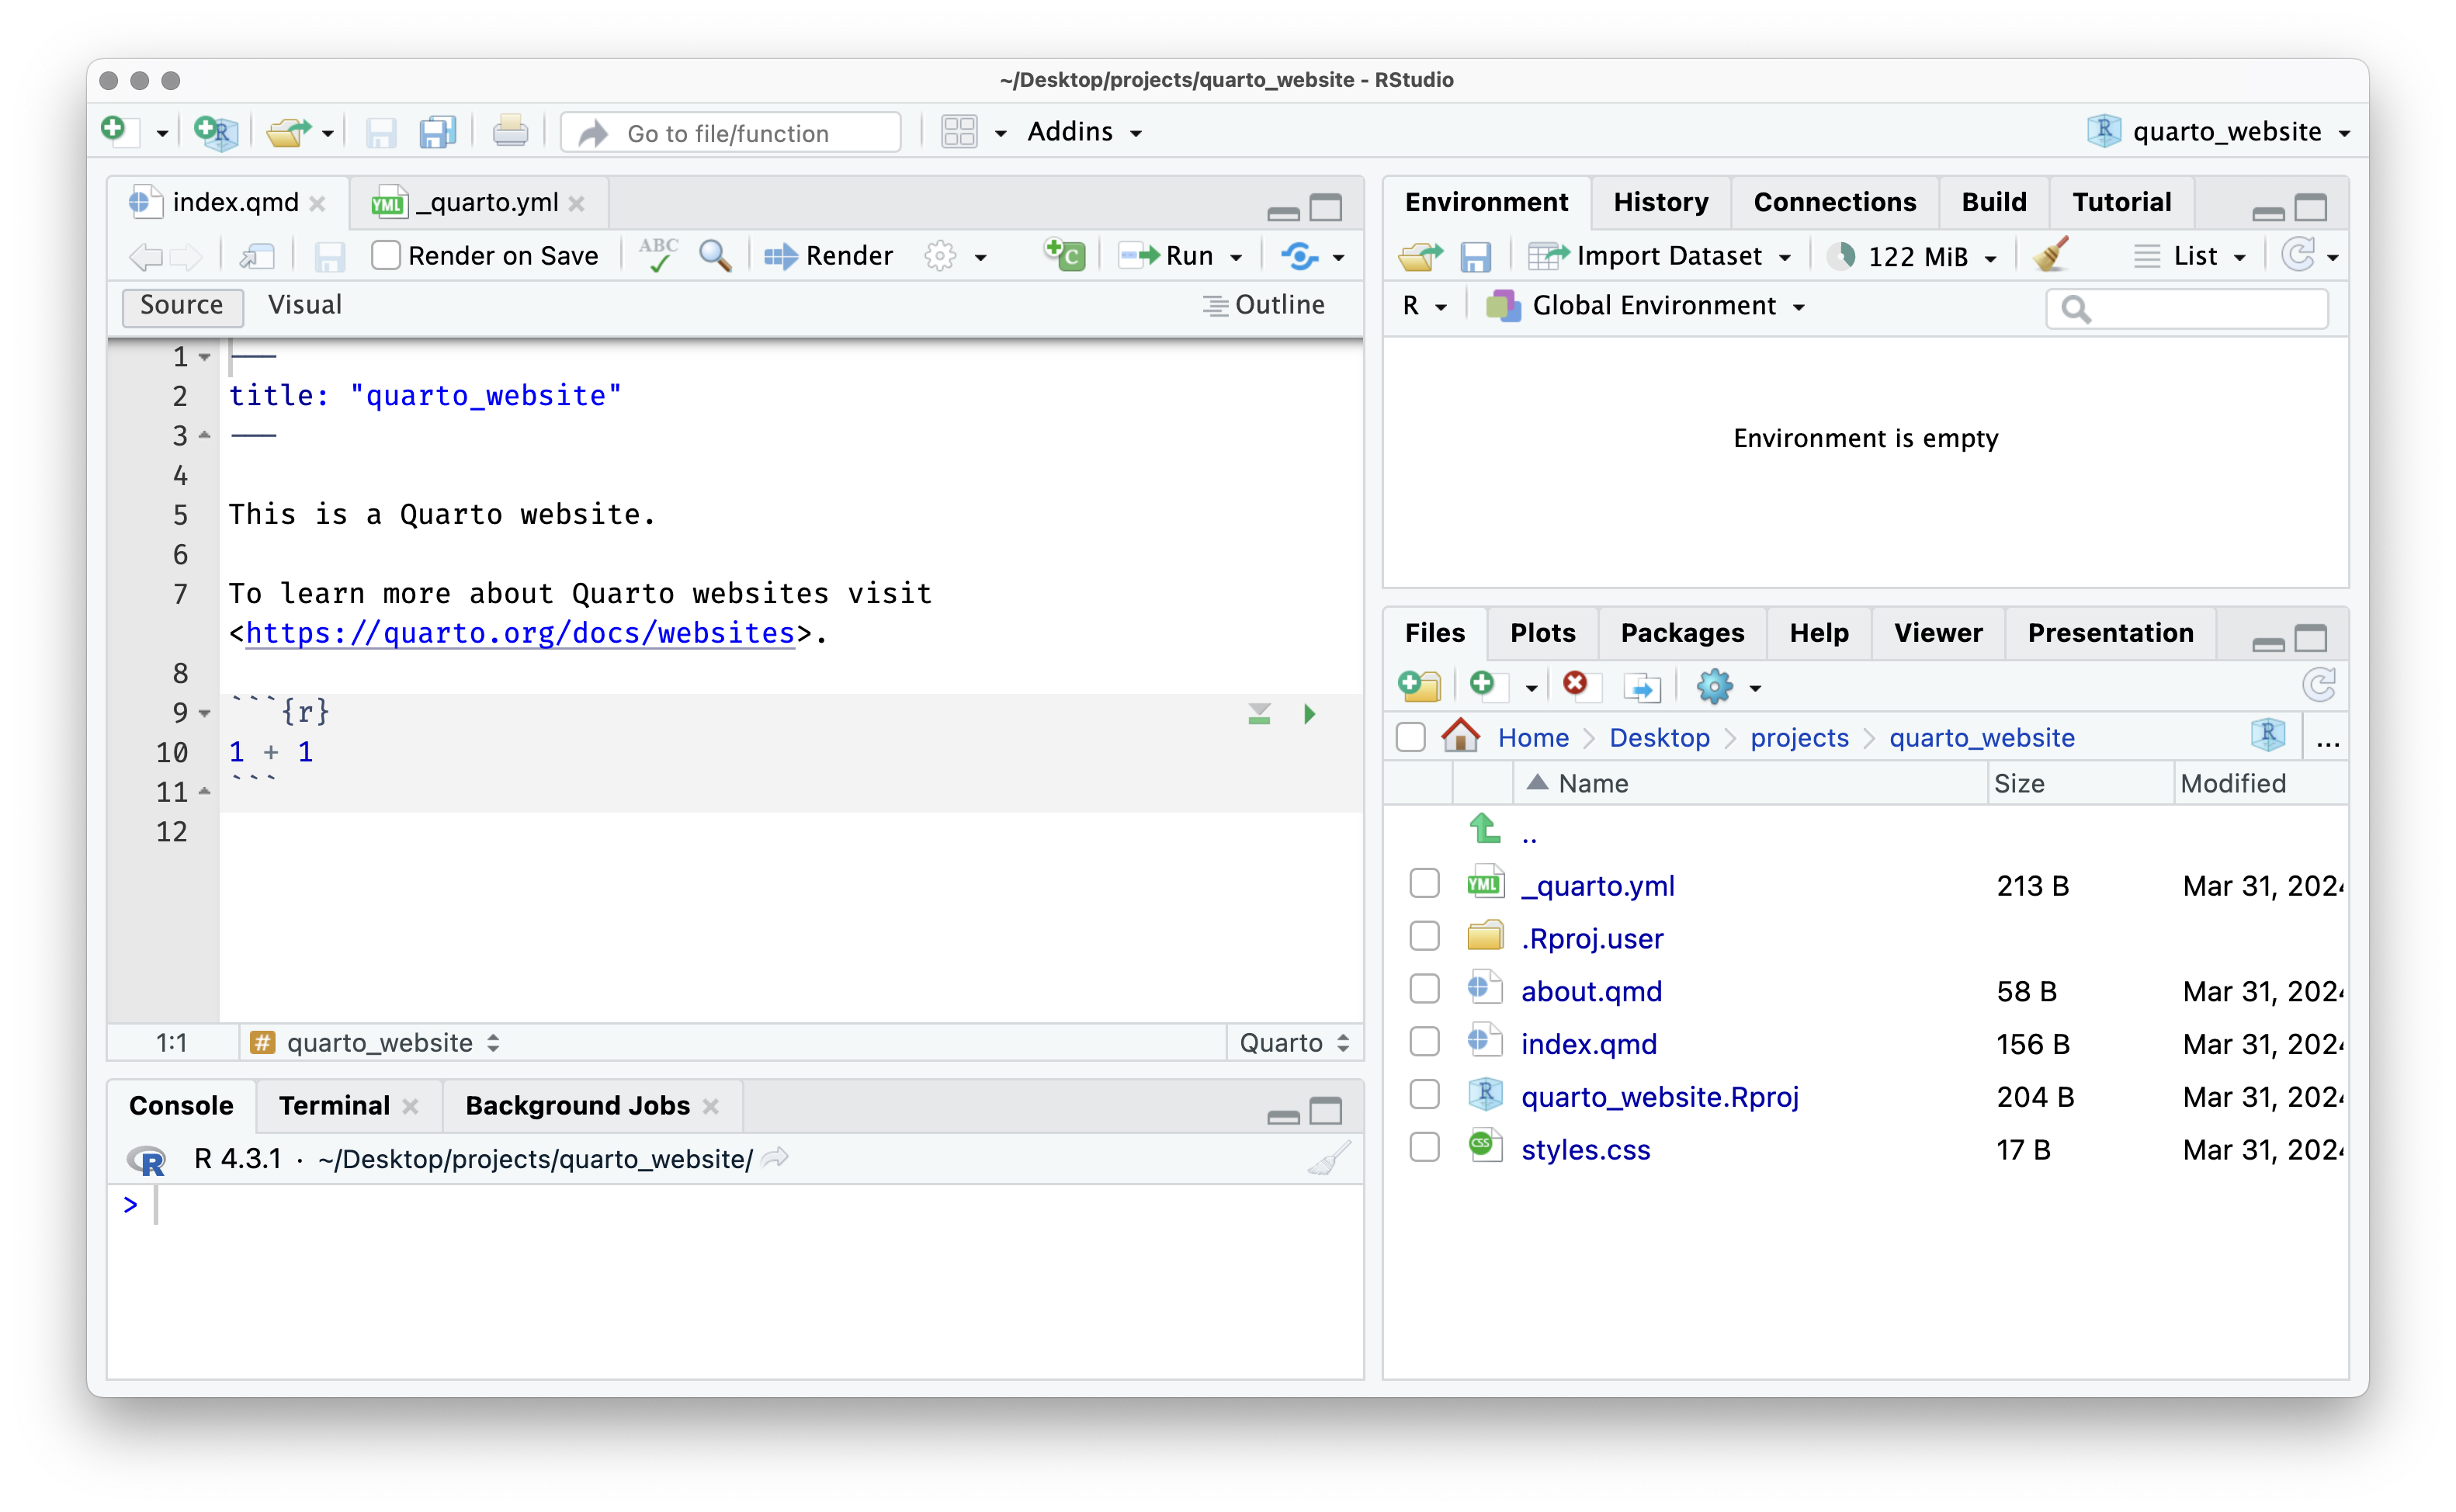 ~/Desktop/projects/quarto_website - RStudio
Go to file/function
Addins
quarto_website
index.qmd
_quarto.yml
Render on Save
ABC
Render
Run
Source
Visual
Outline
1
---
2 title: "quarto_website"
3
---
4
5 This is a Quarto website.
6
7 To learn more about Quarto websites visit
<https://quarto.org/docs/websites>.
8
9 ```{r}
10 1 + 1
11 ```
12
1:1
# quarto_website
Quarto
Console
Terminal
Background Jobs
R 4.3.1 · ~/Desktop/projects/quarto_website/
>
Environment
History
Connections
Build
Tutorial
Import Dataset
122 MiB
List
R
Global Environment
Environment is empty
Files
Plots
Packages
Help
Viewer
Presentation
Home > Desktop > projects > quarto_website
...
Name Size Modified
..
YML _quarto.yml 213 B Mar 31, 202
.Rproj.user
about.qmd 58 B Mar 31, 202
index.qmd 156 B Mar 31, 202
quarto_website.Rproj 204 B Mar 31, 202
CSS styles.css 17 B Mar 31, 202